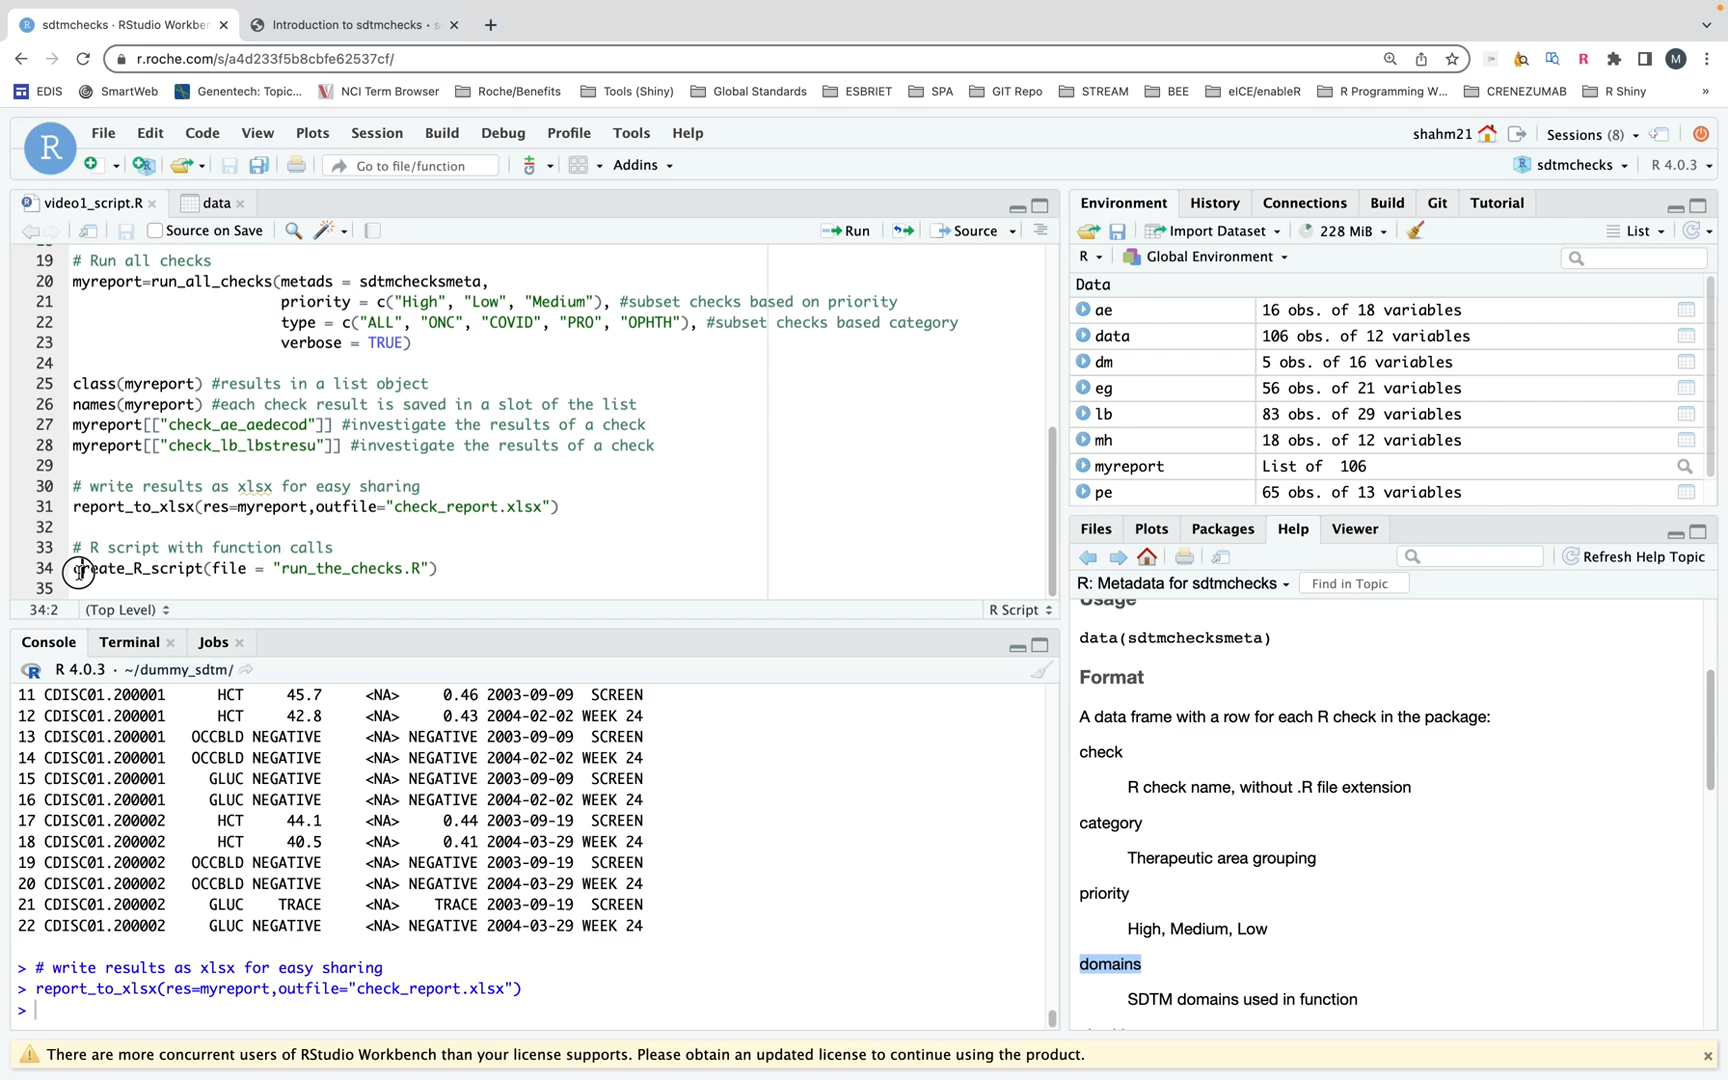 sdtmchecks · RStudio Workben
Introduction to sdtmchecks ·
r.roche.com/s/a4d233f5b8cbfe62537cf/
M
EDIS
SmartWeb
Genentech: Topic...
NCI Term Browser
Roche/Benefits
Tools (Shiny)
Global Standards
ESBRIET
SPA
GIT Repo
STREAM
BEE
eICE/enableR
R Programming W...
CRENEZUMAB
R Shiny
»
R
File Edit Code View Plots Session Build Debug Profile Tools Help
shahm21
Sessions (8)
Go to file/function
Addins
sdtmchecks
R 4.0.3
video1_script.R
data
Source on Save
Run
Source
19 # Run all checks
20 myreport=run_all_checks(metads = sdtmchecksmeta,
21 priority = c("High", "Low", "Medium"), #subset checks based on priority
22 type = c("ALL", "ONC", "COVID", "PRO", "OPHTH"), #subset checks based category
23 verbose = TRUE)
24
25 class(myreport) #results in a list object
26 names(myreport) #each check result is saved in a slot of the list
27 myreport[["check_ae_aedecod"]] #investigate the results of a check
28 myreport[["check_lb_lbstresu"]] #investigate the results of a check
29
30 # write results as xlsx for easy sharing
31 report_to_xlsx(res=myreport,outfile="check_report.xlsx")
32
33 # R script with function calls
34 create_R_script(file = "run_the_checks.R")
35
34:2 (Top Level) R Script
Console Terminal Jobs
R 4.0.3 · ~/dummy_sdtm/
11 CDISC01.200001 HCT 45.7 <NA> 0.46 2003-09-09 SCREEN
12 CDISC01.200001 HCT 42.8 <NA> 0.43 2004-02-02 WEEK 24
13 CDISC01.200001 OCCBLD NEGATIVE <NA> NEGATIVE 2003-09-09 SCREEN
14 CDISC01.200001 OCCBLD NEGATIVE <NA> NEGATIVE 2004-02-02 WEEK 24
15 CDISC01.200001 GLUC NEGATIVE <NA> NEGATIVE 2003-09-09 SCREEN
16 CDISC01.200001 GLUC NEGATIVE <NA> NEGATIVE 2004-02-02 WEEK 24
17 CDISC01.200002 HCT 44.1 <NA> 0.44 2003-09-19 SCREEN
18 CDISC01.200002 HCT 40.5 <NA> 0.41 2004-03-29 WEEK 24
19 CDISC01.200002 OCCBLD NEGATIVE <NA> NEGATIVE 2003-09-19 SCREEN
20 CDISC01.200002 OCCBLD NEGATIVE <NA> NEGATIVE 2004-03-29 WEEK 24
21 CDISC01.200002 GLUC TRACE <NA> TRACE 2003-09-19 SCREEN
22 CDISC01.200002 GLUC NEGATIVE <NA> NEGATIVE 2004-03-29 WEEK 24
> # write results as xlsx for easy sharing
> report_to_xlsx(res=myreport,outfile="check_report.xlsx")
>
Environment History Connections Build Git Tutorial
Import Dataset
228 MiB
List
R
Global Environment
Data
ae 16 obs. of 18 variables
data 106 obs. of 12 variables
dm 5 obs. of 16 variables
eg 56 obs. of 21 variables
lb 83 obs. of 29 variables
mh 18 obs. of 12 variables
myreport List of 106
pe 65 obs. of 13 variables
Files Plots Packages Help Viewer
Refresh Help Topic
R: Metadata for sdtmchecks
Find in Topic
Usage
data(sdtmchecksmeta)
Format
A data frame with a row for each R check in the package:
check
R check name, without .R file extension
category
Therapeutic area grouping
priority
High, Medium, Low
domains
SDTM domains used in function
There are more concurrent users of RStudio Workbench than your license supports. Please obtain an updated license to continue using the product.